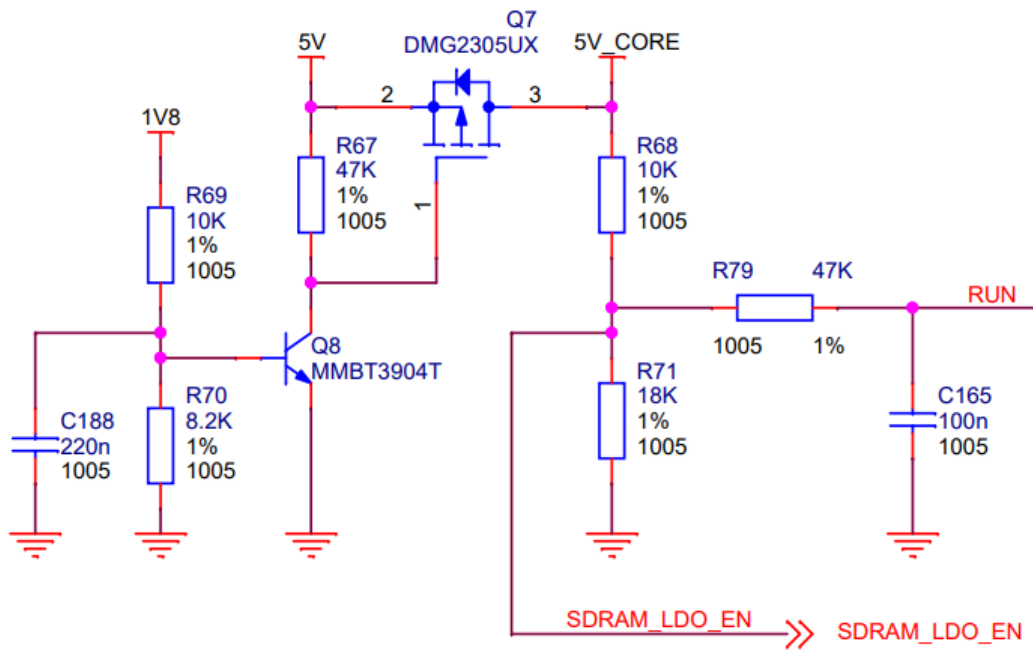 Q7
DMG2305UX
5V
5V_CORE
2
3
1V8
R67
47K
1%
1005
R68
10K
1%
1005
R69
10K
1%
1005
1
R79
47K
RUN
1005
1%
Q8
MMBT3904T
R70
8.2K
1%
1005
R71
18K
1%
1005
C188
220n
1005
C165
100n
1005
SDRAM_LDO_EN
SDRAM_LDO_EN